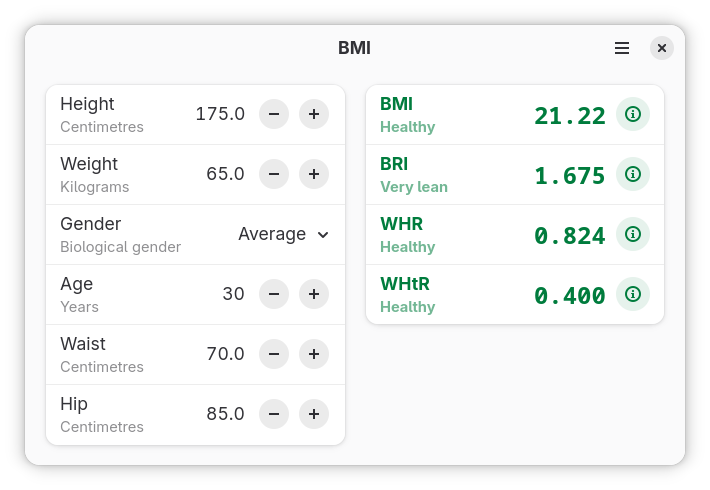 BMI
Height
Centimetres
175.0
Weight
Kilograms
65.0
Gender
Biological gender
Average
Age
Years
30
Waist
Centimetres
70.0
Hip
Centimetres
85.0
BMI
Healthy
21.22
BRI
Very lean
1.675
WHR
Healthy
0.824
WHtR
Healthy
0.400